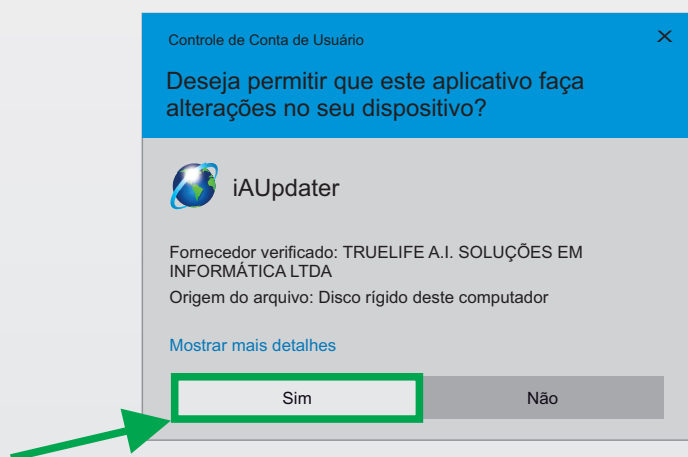 Controle de Conta de Usuário
Deseja permitir que este aplicativo faça
alterações no seu dispositivo?
iAUpdater
Fornecedor verificado: TRUELIFE A.I. SOLUÇÕES EM
INFORMÁTICA LTDA
Origem do arquivo: Disco rígido deste computador
Mostrar mais detalhes
Sim
Não